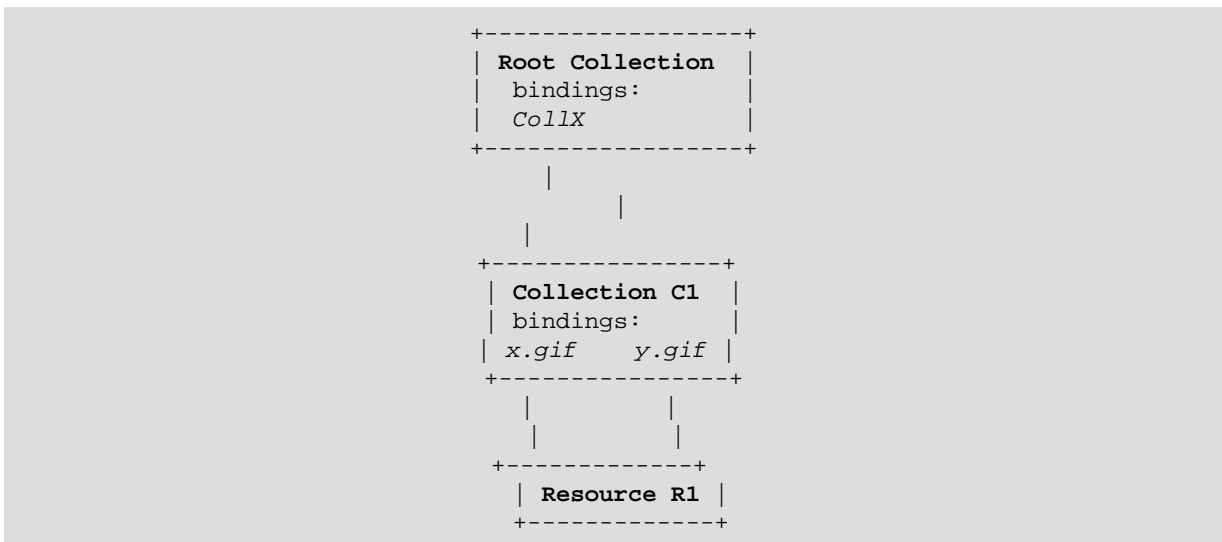 +------------------+
| Root Collection |
| bindings: |
| CollX |
+------------------+
|
|
|
+----------------+
| Collection C1 |
| bindings: |
| x.gif y.gif |
+----------------+
| |
| |
+-------------+
| Resource R1 |
+-------------+